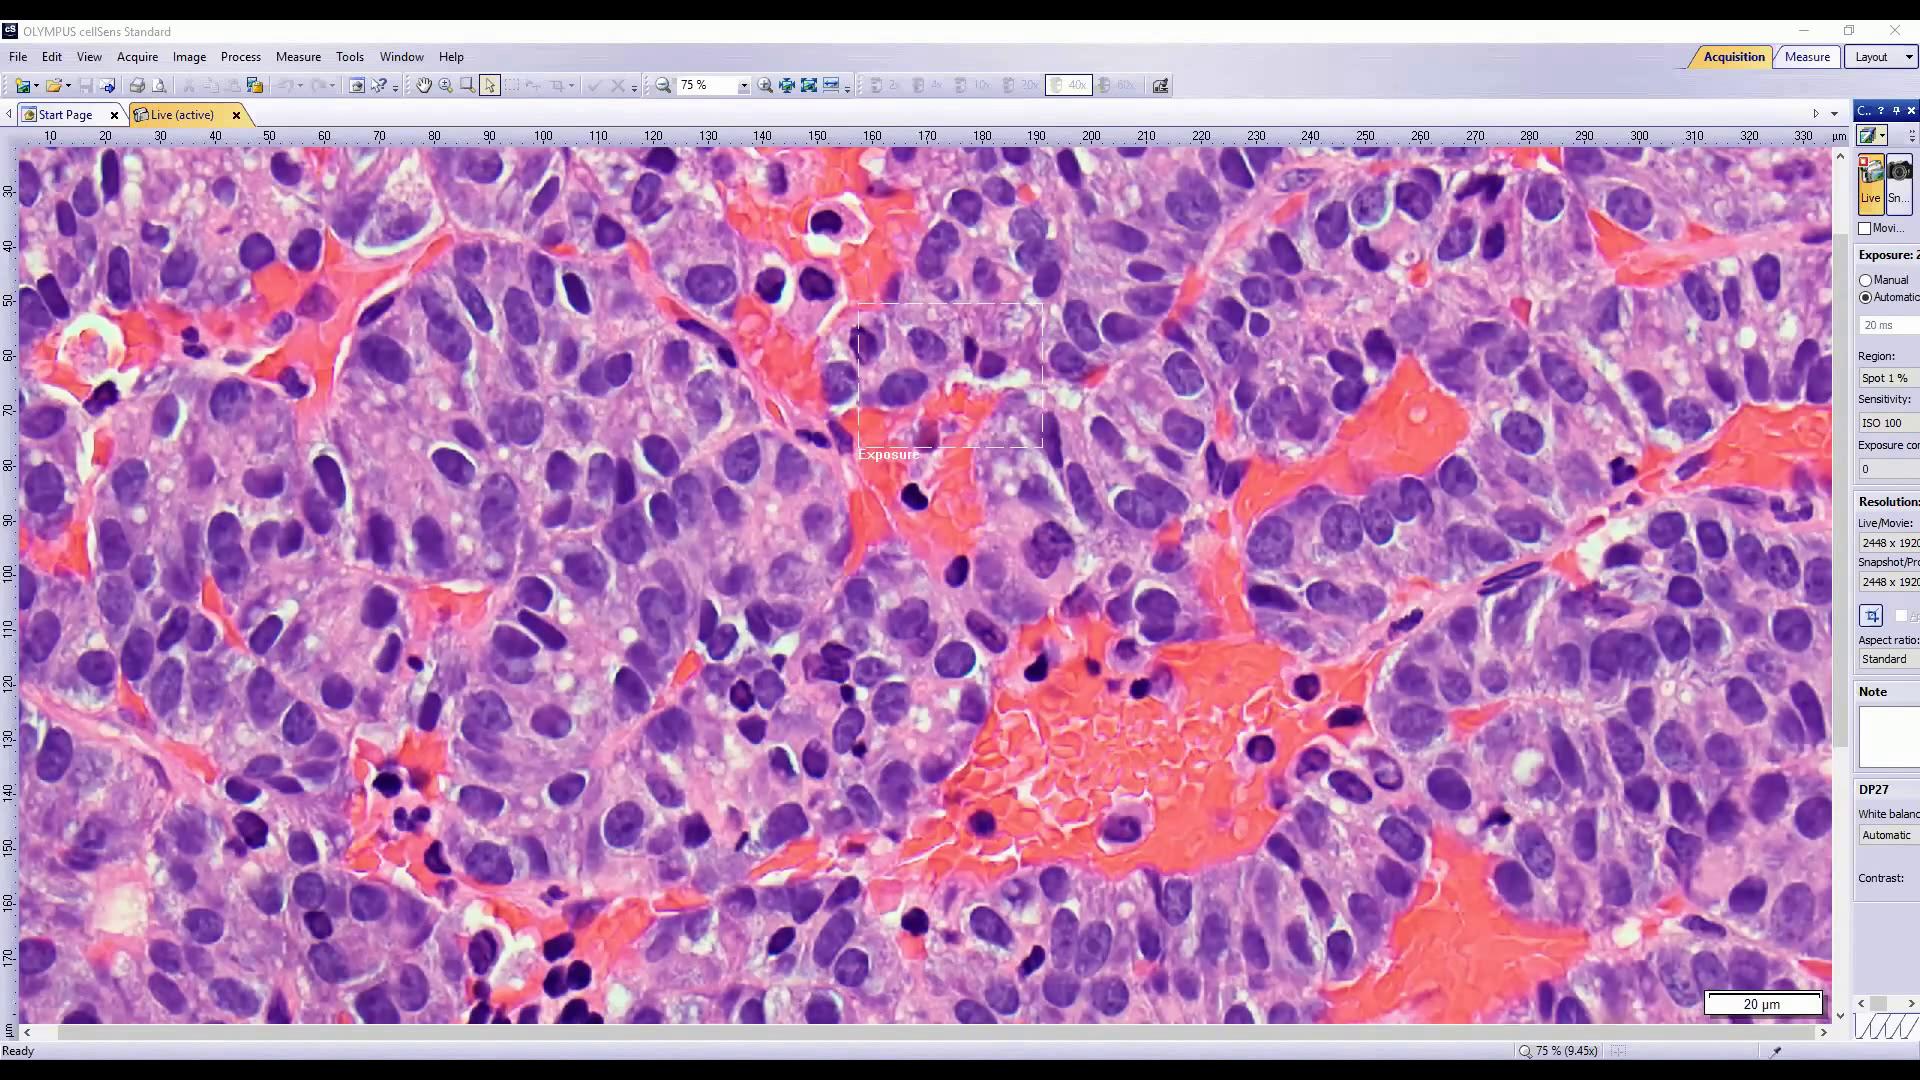 OLYMPUS cellSens Standard
File Edit View Acquire Image Process Measure Tools Window Help
Acquisition Measure Layout
75 % 2x 4x 10x 20x 40x 60x
Start Page Live (active)
C..
10 20 30 40 50 60 70 80 90 100 110 120 130 140 150 160 170 180 190 200 210 220 230 240 250 260 270 280 290 300 310 320 330 µm
30
40
50
60
70
80
90
100
110
120
130
140
150
160
170
µm
Exposure
20 µm
Live Sn...
Movi...
Exposure: 2
Manual
Automatic
20 ms
Region:
Spot 1 %
Sensitivity:
ISO 100
Exposure cor
0
Resolution:
Live/Movie:
2448 x 1920
Snapshot/Pro
2448 x 1920
Aspect ratio:
Standard
Note
DP27
White balanc
Automatic
Contrast:
Ready
75 % (9.45x)